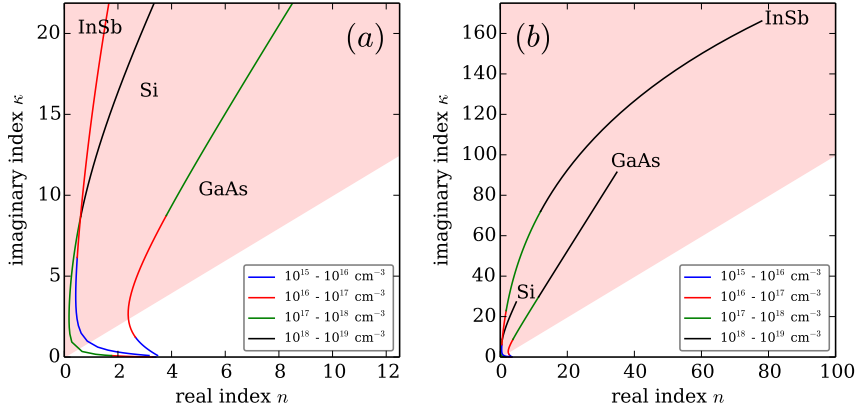 (a)
InSb
Si
GaAs
20
15
10
5
0
0 2 4 6 8 10 12
imaginary index κ
real index n
10¹⁵ - 10¹⁶ cm⁻³
10¹⁶ - 10¹⁷ cm⁻³
10¹⁷ - 10¹⁸ cm⁻³
10¹⁸ - 10¹⁹ cm⁻³
(b)
InSb
GaAs
Si
160
140
120
100
80
60
40
20
0
0 20 40 60 80 100
imaginary index κ
real index n
10¹⁵ - 10¹⁶ cm⁻³
10¹⁶ - 10¹⁷ cm⁻³
10¹⁷ - 10¹⁸ cm⁻³
10¹⁸ - 10¹⁹ cm⁻³